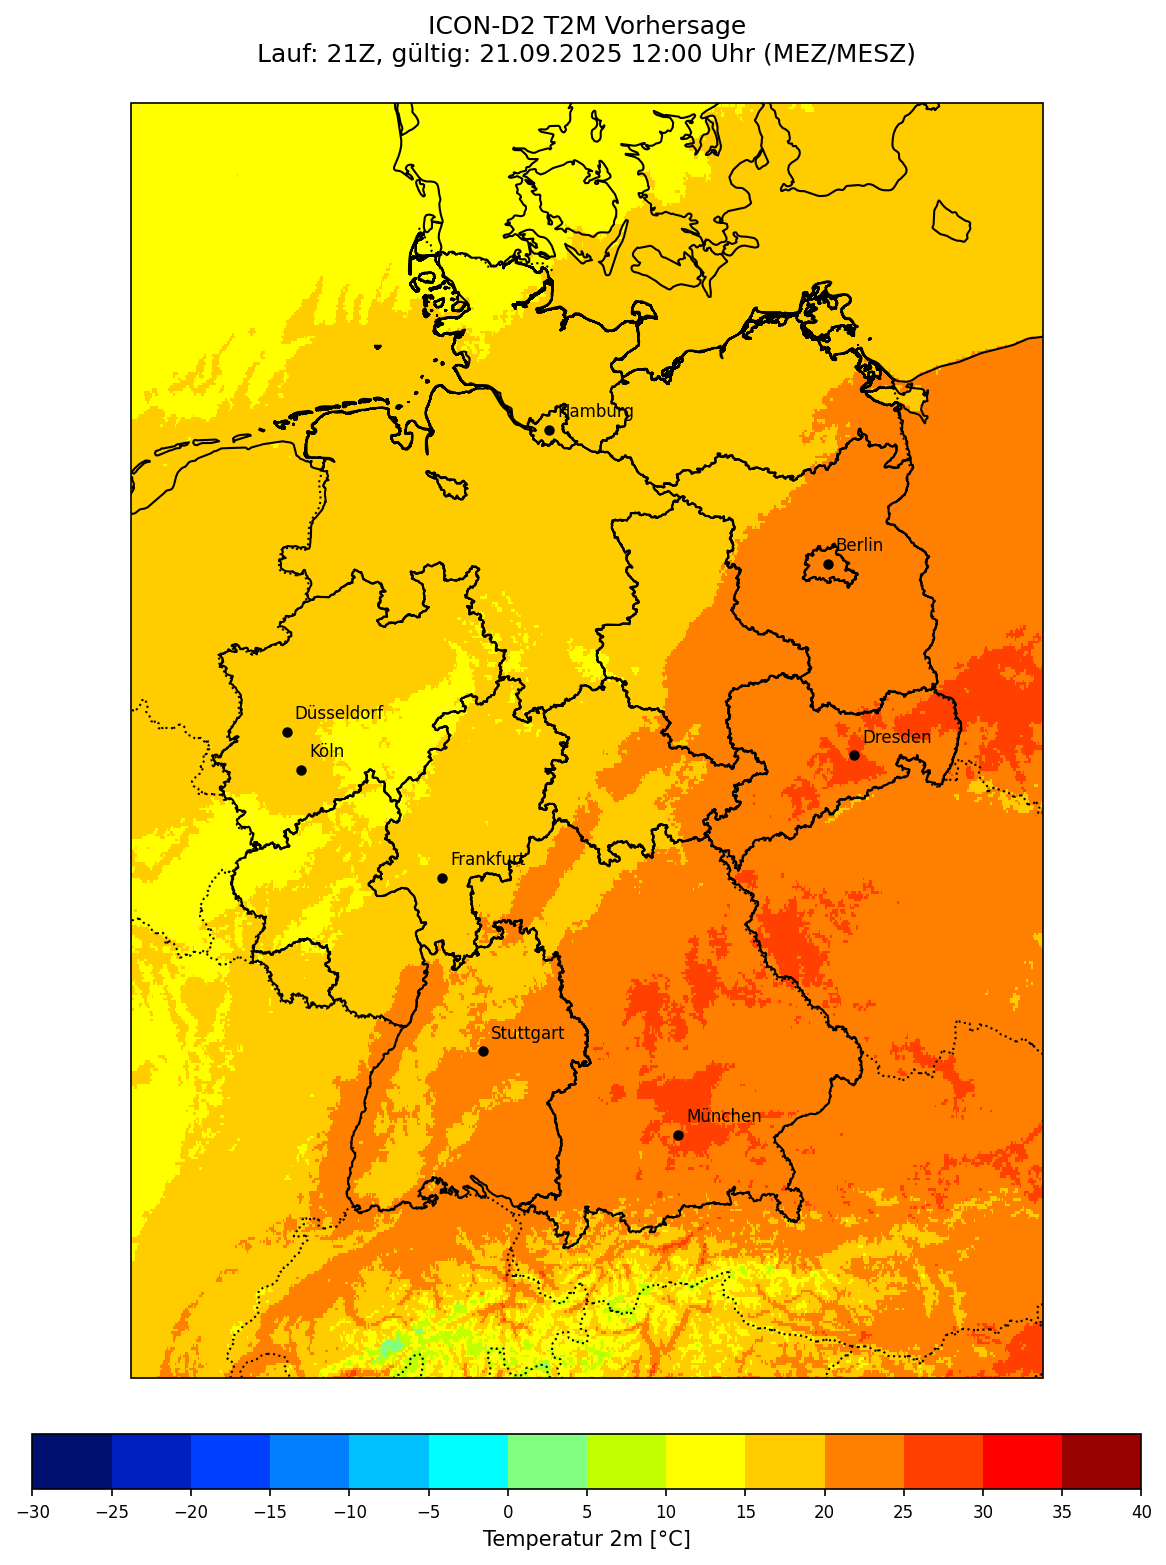 ICON-D2 T2M Vorhersage
Lauf: 21Z, gültig: 21.09.2025 12:00 Uhr (MEZ/MESZ)
Hamburg
Berlin
Düsseldorf
Dresden
Köln
Frankfurt
Stuttgart
München
−30 −25 −20 −15 −10 −5 0 5 10 15 20 25 30 35 40
Temperatur 2m [°C]